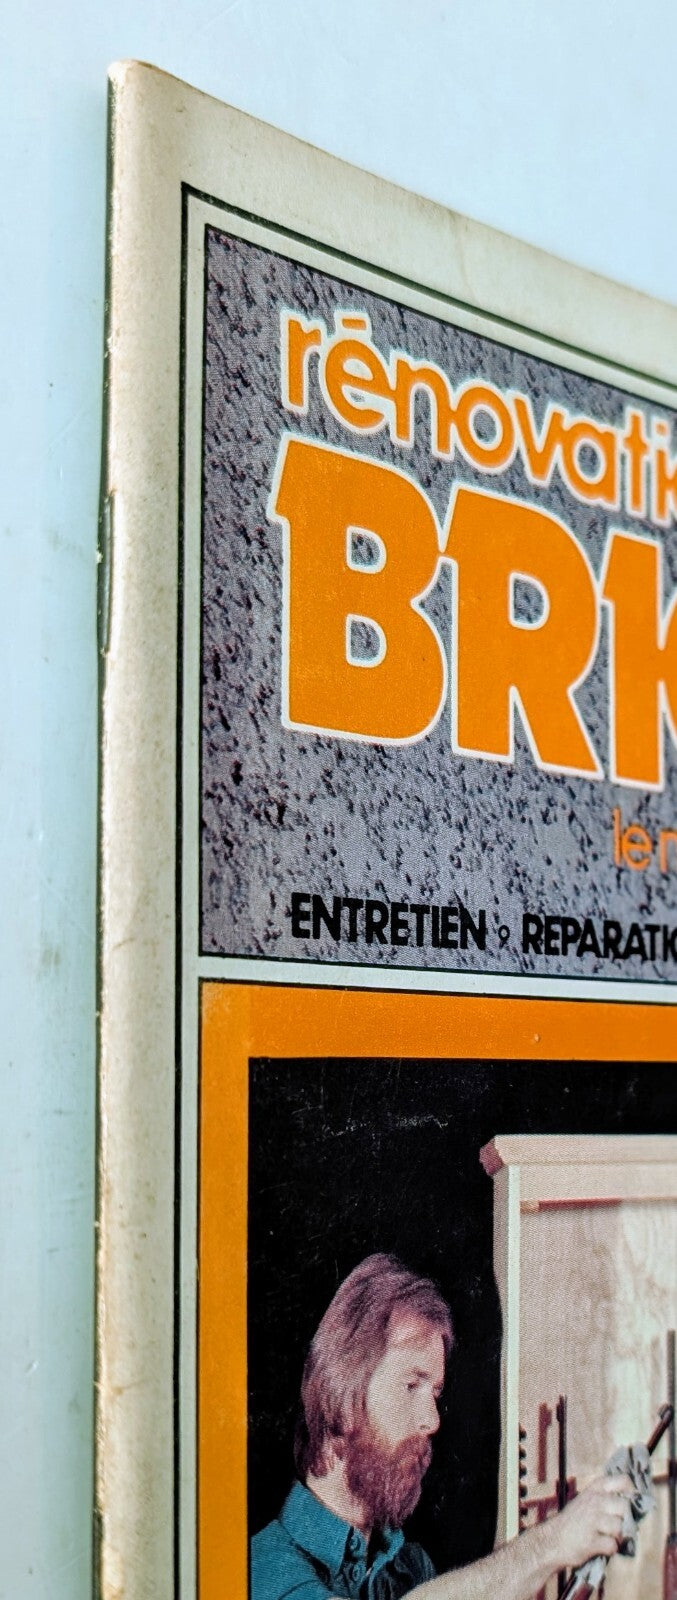 rénovati
BRI
le
ENTRETIEN • REPARATI